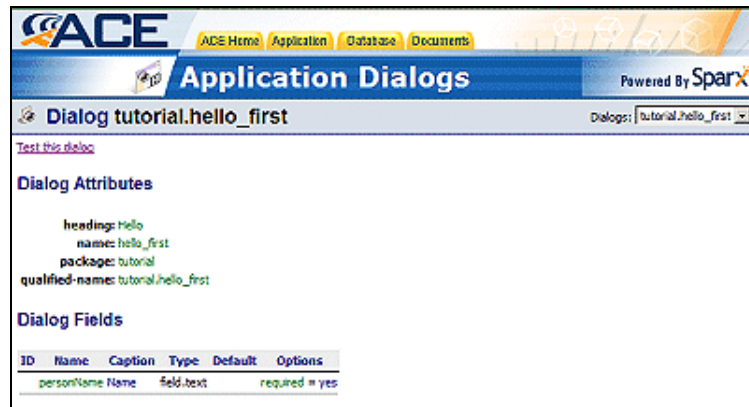 ACE
ACE Home Application Database Documents
Application Dialogs
Powered By Sparx
Dialog tutorial.hello_first
Dialogs: tutorial.hello_first
Test this dialog
Dialog Attributes
heading: Hello
name: hello_first
package: tutorial
qualified-name: tutorial.hello_first
Dialog Fields
ID Name Caption Type Default Options
personName Name field.text required = yes